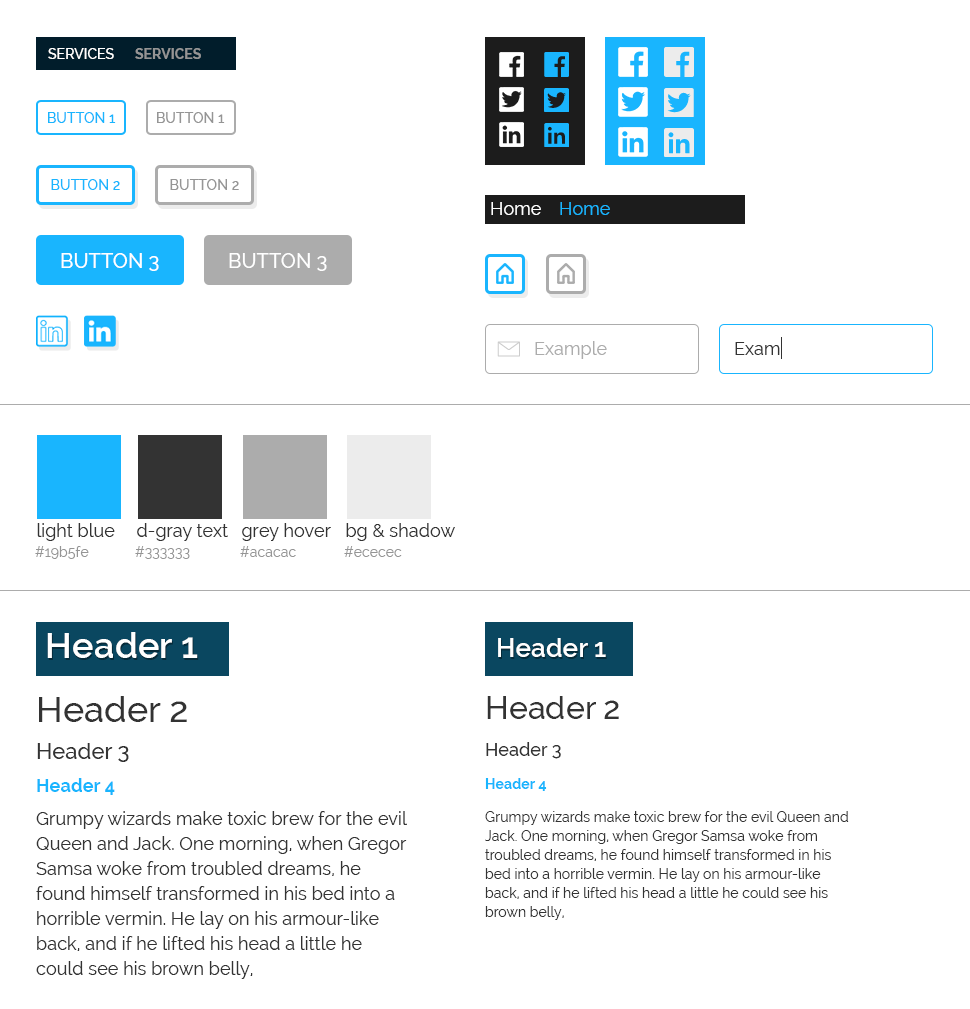 SERVICES SERVICES
BUTTON 1 BUTTON 1
BUTTON 2 BUTTON 2
BUTTON 3 BUTTON 3
in in
f f f f
in in in in
Home Home
Example Exam
light blue d-gray text grey hover bg & shadow
#19b5fe #333333 #acacac #ececec
Header 1
Header 2
Header 3
Header 4
Grumpy wizards make toxic brew for the evil
Queen and Jack. One morning, when Gregor
Samsa woke from troubled dreams, he
found himself transformed in his bed into a
horrible vermin. He lay on his armour-like
back, and if he lifted his head a little he
could see his brown belly,
Header 1
Header 2
Header 3
Header 4
Grumpy wizards make toxic brew for the evil Queen and
Jack. One morning, when Gregor Samsa woke from
troubled dreams, he found himself transformed in his
bed into a horrible vermin. He lay on his armour-like
back, and if he lifted his head a little he could see his
brown belly,